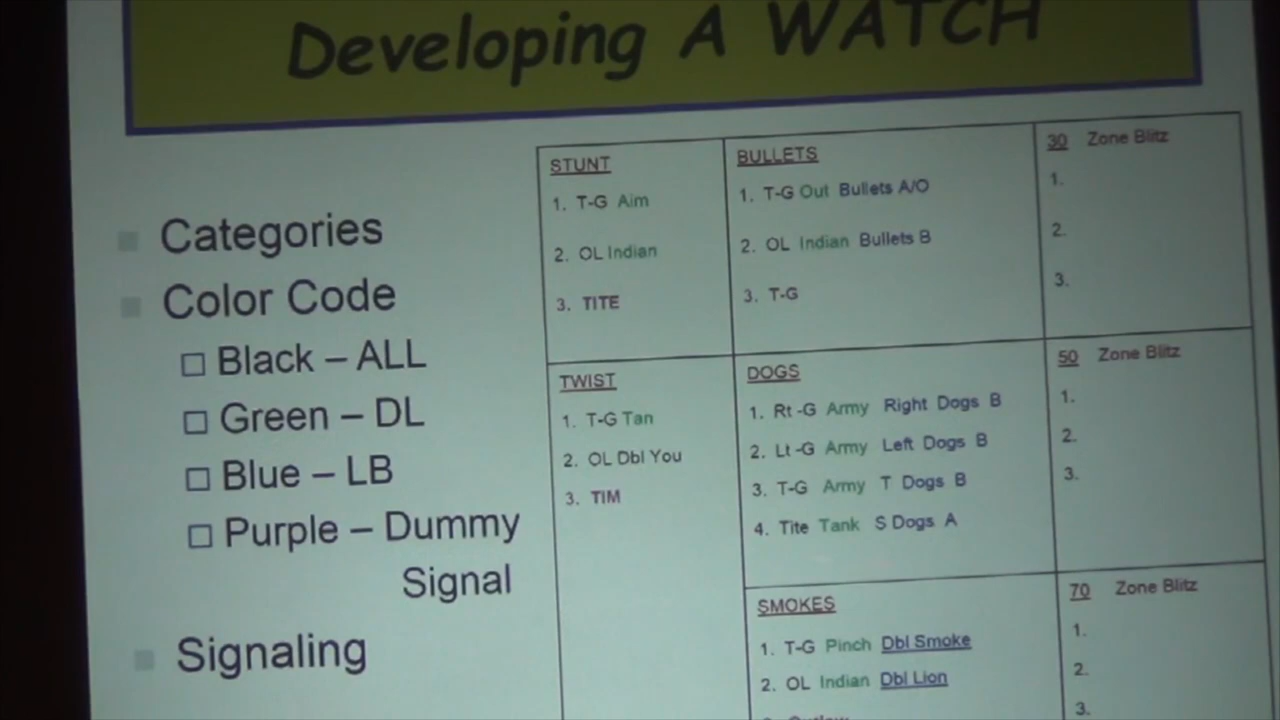 Developing A WATCH
Categories
Color Code
Black – ALL
Green – DL
Blue – LB
Purple – Dummy
Signal
Signaling
STUNT
1. T-G Aim
2. OL Indian
3. TITE
BULLETS
1. T-G Out Bullets A/O
2. OL Indian Bullets B
3. T-G
30 Zone Blitz
1.
2.
3.
TWIST
1. T-G Tan
2. OL Dbl You
3. TIM
DOGS
1. Rt -G Army Right Dogs B
2. Lt -G Army Left Dogs B
3. T-G Army T Dogs B
4. Tite Tank S Dogs A
50 Zone Blitz
1.
2.
3.
SMOKES
1. T-G Pinch Dbl Smoke
2. OL Indian Dbl Lion
70 Zone Blitz
1.
2.
3.